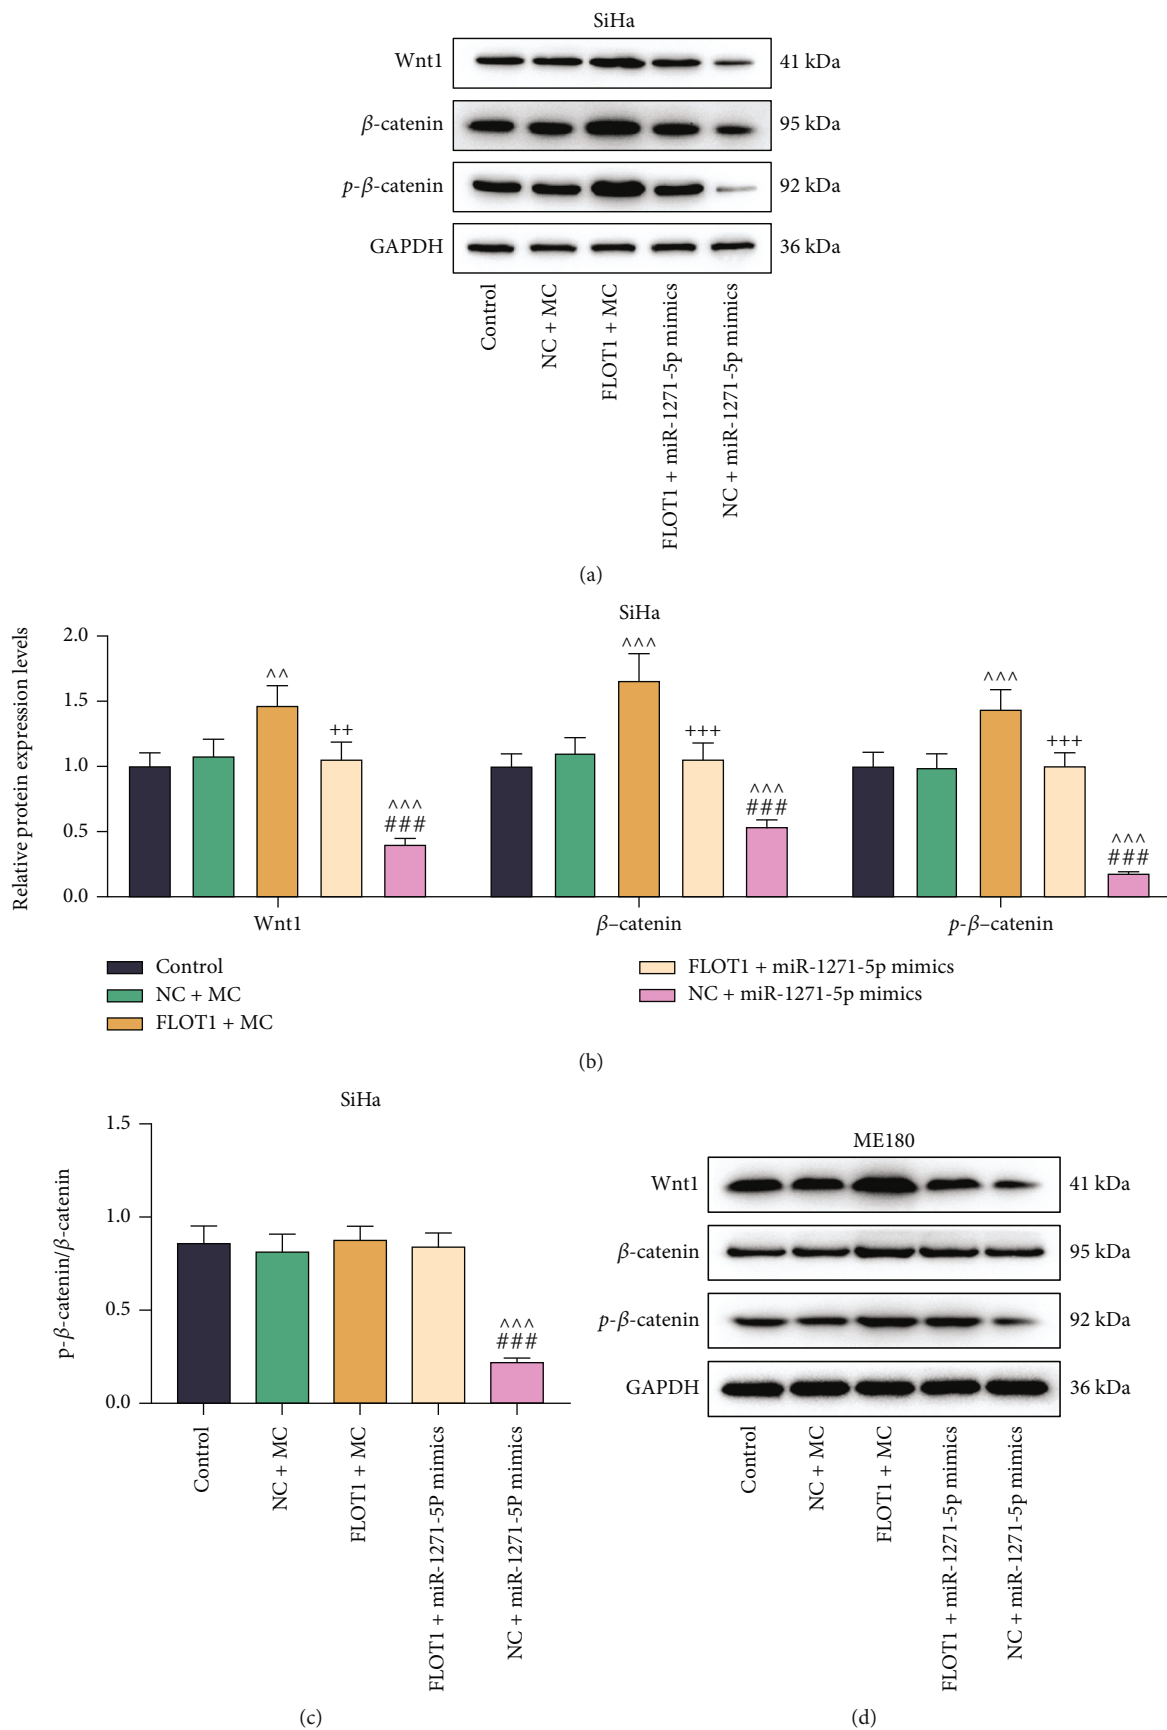 SiHa
Wnt1
41 kDa
β-catenin
95 kDa
p-β-catenin
92 kDa
GAPDH
36 kDa
Control
NC + MC
FLOT1 + MC
FLOT1 + miR-1271-5p mimics
NC + miR-1271-5p mimics
(a)
SiHa
Relative protein expression levels
2.0
1.5
1.0
0.5
0.0
^^
++
^^^
###
^^^
+++
^^^
###
^^^
+++
^^^
###
Wnt1
β–catenin
p-β–catenin
Control
NC + MC
FLOT1 + MC
FLOT1 + miR-1271-5p mimics
NC + miR-1271-5p mimics
(b)
SiHa
p-β-catenin/β-catenin
1.5
1.0
0.5
0.0
^^^
###
Control
NC + MC
FLOT1 + MC
FLOT1 + miR-1271-5P mimics
NC + miR-1271-5P mimics
(c)
ME180
Wnt1
41 kDa
β-catenin
95 kDa
p-β-catenin
92 kDa
GAPDH
36 kDa
Control
NC + MC
FLOT1 + MC
FLOT1 + miR-1271-5p mimics
NC + miR-1271-5p mimics
(d)